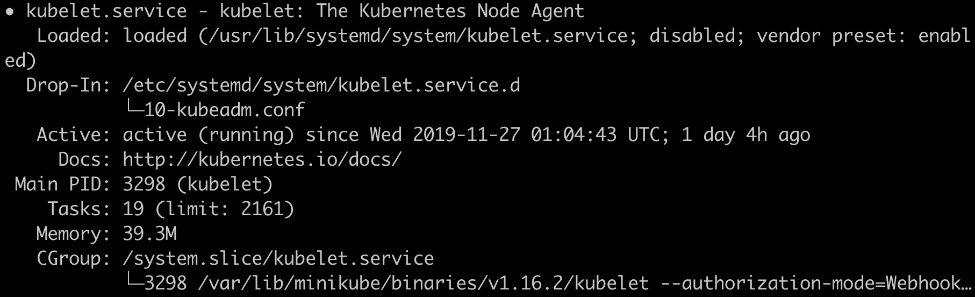 ● kubelet.service - kubelet: The Kubernetes Node Agent
Loaded: loaded (/usr/lib/systemd/system/kubelet.service; disabled; vendor preset: enabl
ed)
Drop-In: /etc/systemd/system/kubelet.service.d
└─10-kubeadm.conf
Active: active (running) since Wed 2019-11-27 01:04:43 UTC; 1 day 4h ago
Docs: http://kubernetes.io/docs/
Main PID: 3298 (kubelet)
Tasks: 19 (limit: 2161)
Memory: 39.3M
CGroup: /system.slice/kubelet.service
└─3298 /var/lib/minikube/binaries/v1.16.2/kubelet --authorization-mode=Webhook…